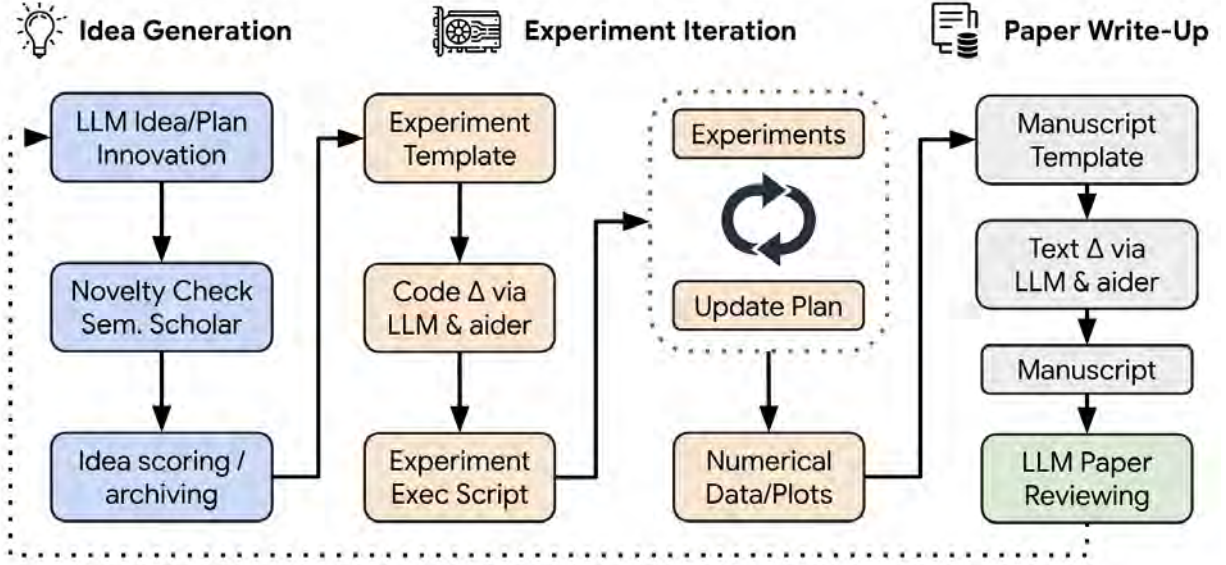 Idea Generation
Experiment Iteration
Paper Write-Up
LLM Idea/Plan
Innovation
Novelty Check
Sem. Scholar
Idea scoring /
archiving
Experiment
Template
Code Δ via
LLM & aider
Experiment
Exec Script
Experiments
Update Plan
Numerical
Data/Plots
Manuscript
Template
Text Δ via
LLM & aider
Manuscript
LLM Paper
Reviewing